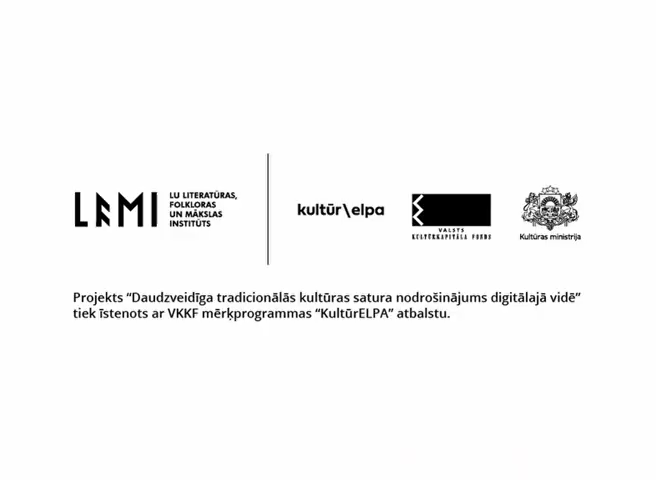 LFMI
LU LITERATŪRAS,
FOLKLORAS
UN MĀKSLAS
INSTITŪTS
kultūr\elpa
VALSTS
KULTŪRKAPITĀLA FONDS
Kultūras ministrija
Projekts “Daudzveidīga tradicionālās kultūras satura nodrošinājums digitālajā vidē”
tiek īstenots ar VKKF mērķprogrammas “KultūrELPA” atbalstu.